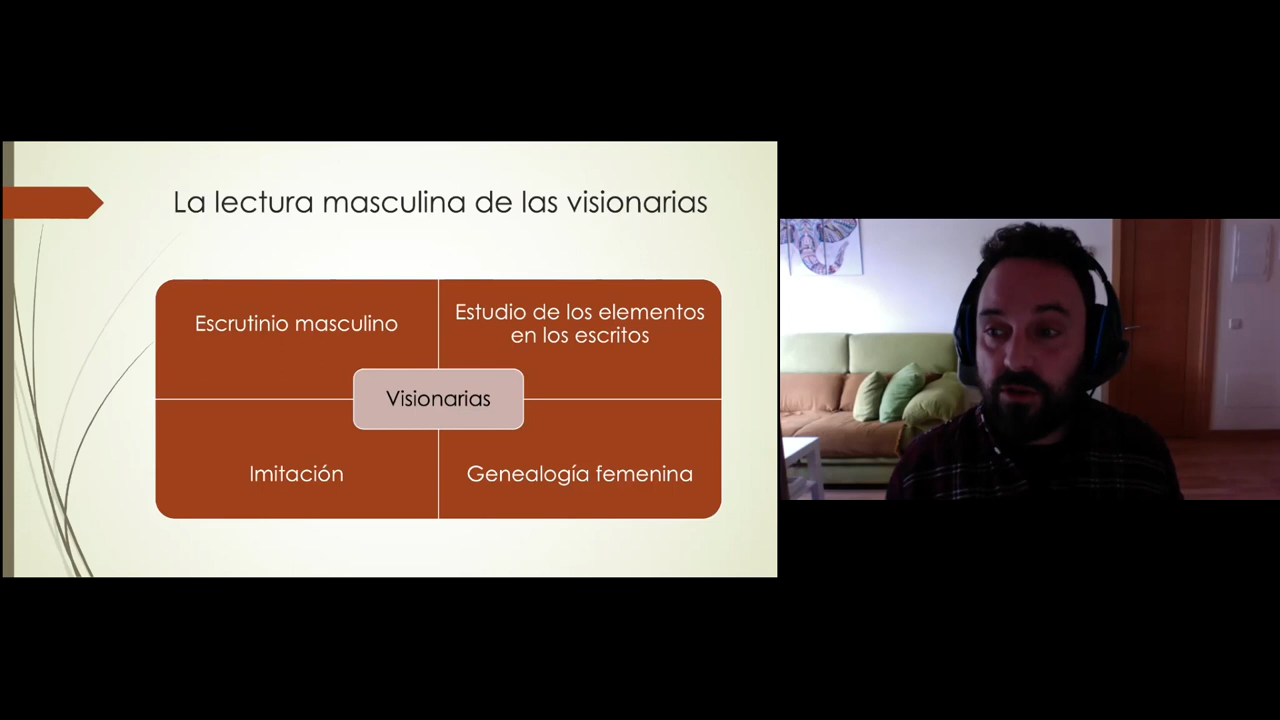 La lectura masculina de las visionarias
Escrutinio masculino
Estudio de los elementos
en los escritos
Visionarias
Imitación
Genealogía femenina